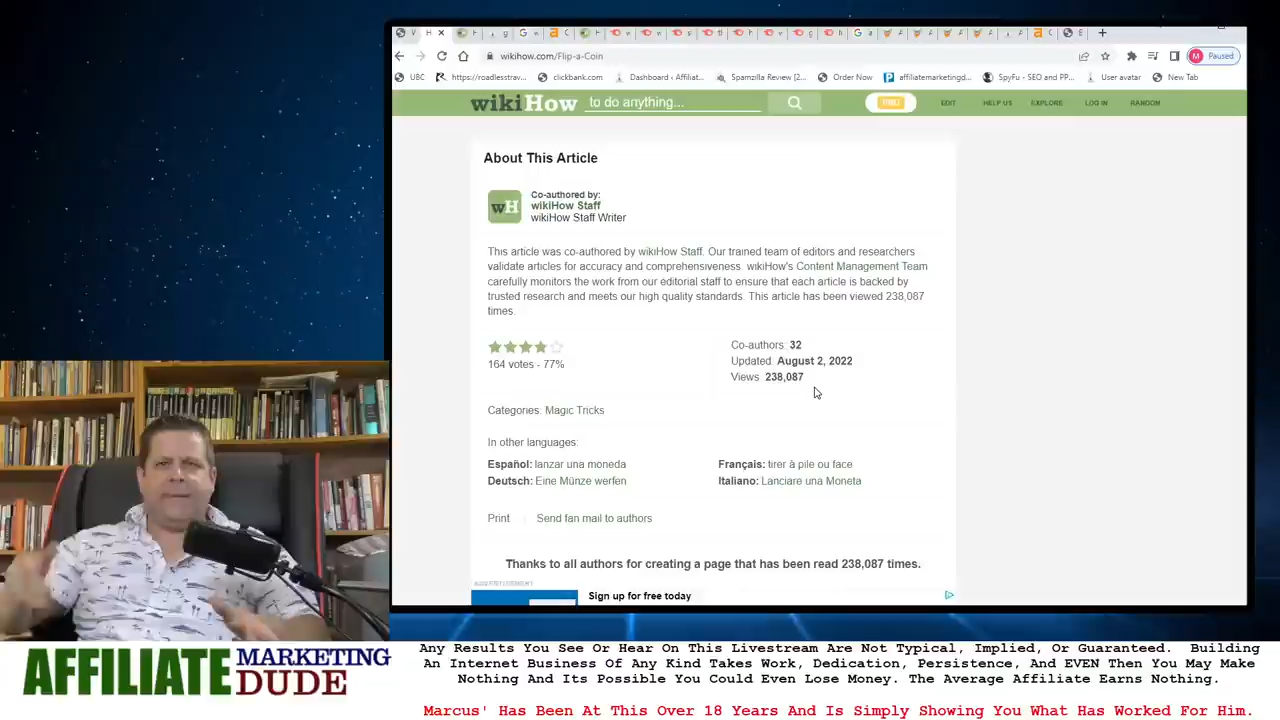 wikihow.com/Flip-a-Coin
Paused
UBC
https://roadlesstrav...
clickbank.com
Dashboard ‹ Affiliat...
Spamzilla Review [2...
Order Now
affiliatemarketingd...
SpyFu - SEO and PP...
User avatar
New Tab
wikiHow
to do anything...
EDIT
HELP US
EXPLORE
LOG IN
RANDOM
About This Article
wH
Co-authored by:
wikiHow Staff
wikiHow Staff Writer
This article was co-authored by wikiHow Staff. Our trained team of editors and researchers
validate articles for accuracy and comprehensiveness. wikiHow's Content Management Team
carefully monitors the work from our editorial staff to ensure that each article is backed by
trusted research and meets our high quality standards. This article has been viewed 238,087
times.
164 votes - 77%
Co-authors: 32
Updated: August 2, 2022
Views: 238,087
Categories: Magic Tricks
In other languages:
Español: lanzar una moneda
Français: tirer à pile ou face
Deutsch: Eine Münze werfen
Italiano: Lanciare una Moneta
Print
Send fan mail to authors
Thanks to all authors for creating a page that has been read 238,087 times.
Sign up for free today
AFFILIATE MARKETING DUDE
Any Results You See Or Hear On This Livestream Are Not Typical, Implied, Or Guaranteed. Building
An Internet Business Of Any Kind Takes Work, Dedication, Persistence, And EVEN Then You May Make
Nothing And Its Possible You Could Even Lose Money. The Average Affiliate Earns Nothing.
Marcus' Has Been At This Over 18 Years And Is Simply Showing You What Has Worked For Him.